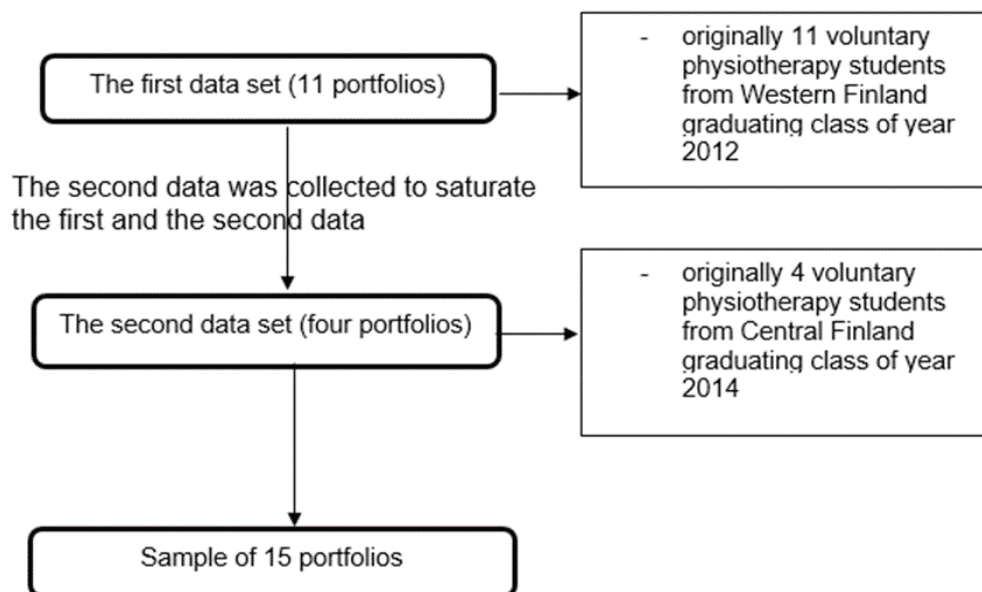 The first data set (11 portfolios)
- originally 11 voluntary
physiotherapy students
from Western Finland
graduating class of year
2012
The second data was collected to saturate
the first and the second data
The second data set (four portfolios)
- originally 4 voluntary
physiotherapy students
from Central Finland
graduating class of year
2014
Sample of 15 portfolios